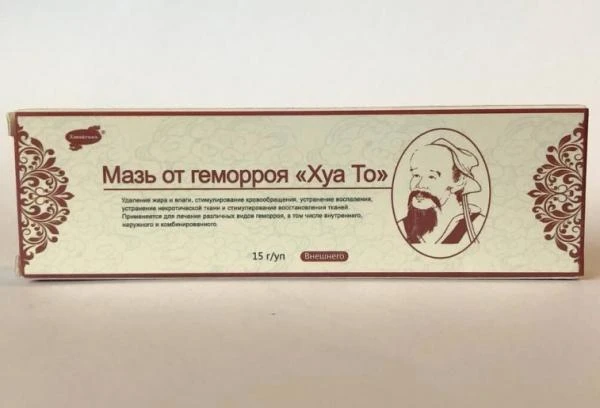 Мазь от геморроя «Хуа То»
Удаление жара и влаги, стимулирование кровообращения, устранение воспаления,
устранение некротической ткани и стимулирование восстановления тканей.
Применяется для лечения различных видов геморроя, в том числе внутреннего,
наружного и комбинированного.
15 г/уп
Внешнего